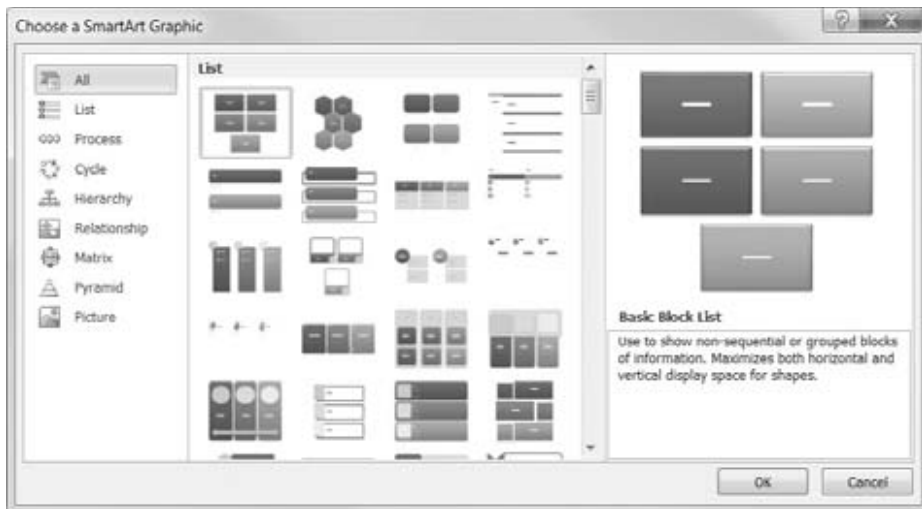 Choose a SmartArt Graphic
All
List
Process
Cycle
Hierarchy
Relationship
Matrix
Pyramid
Picture
List
Basic Block List
Use to show non-sequential or grouped blocks
of information. Maximizes both horizontal and
vertical display space for shapes.
OK
Cancel